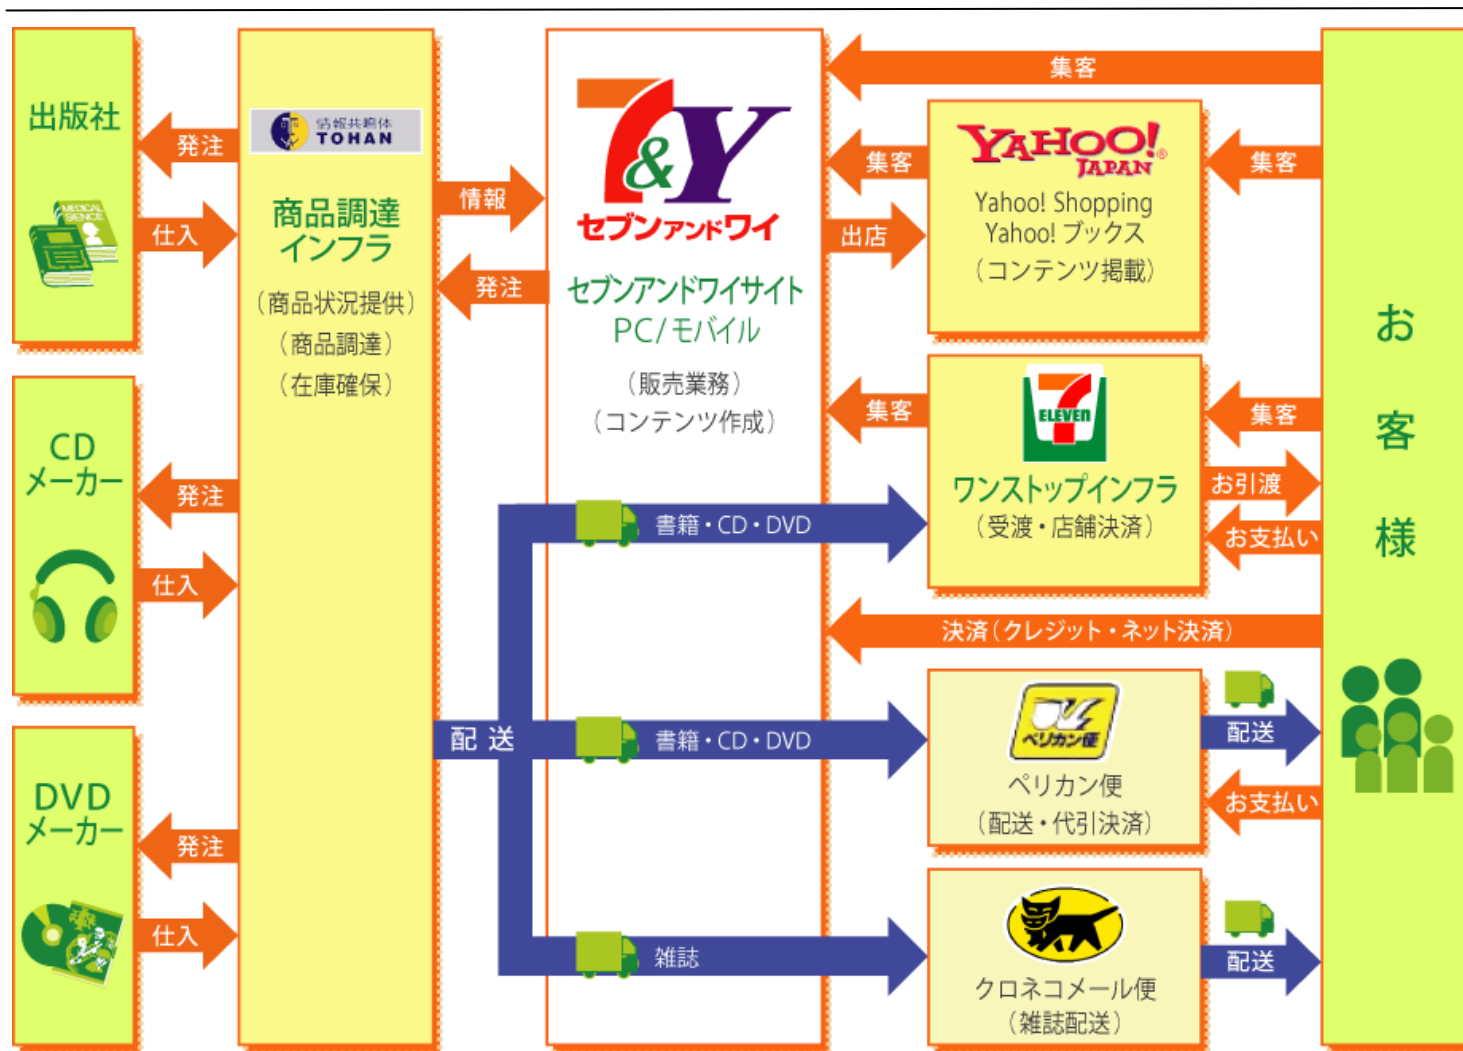 出版社
MEDICAL
SIENCE
発注
仕入
CD
メーカー
発注
仕入
DVD
メーカー
発注
仕入
情報共鳴体
TOHAN
商品調達
インフラ
（商品状況提供）
（商品調達）
（在庫確保）
情報
発注
配送
7&Y
セブンアンドワイ
セブンアンドワイサイト
PC/モバイル
（販売業務）
（コンテンツ作成）
書籍・CD・DVD
書籍・CD・DVD
雑誌
集客
集客
出店
YAHOO!
JAPAN
Yahoo! Shopping
Yahoo! ブックス
（コンテンツ掲載）
集客
集客
7
ELEVEN
ワンストップインフラ
（受渡・店舗決済）
集客
お引渡
お支払い
決済（クレジット・ネット決済）
ペリカン便
ペリカン便
（配送・代引決済）
配送
お支払い
クロネコメール便
（雑誌配送）
配送
お客様